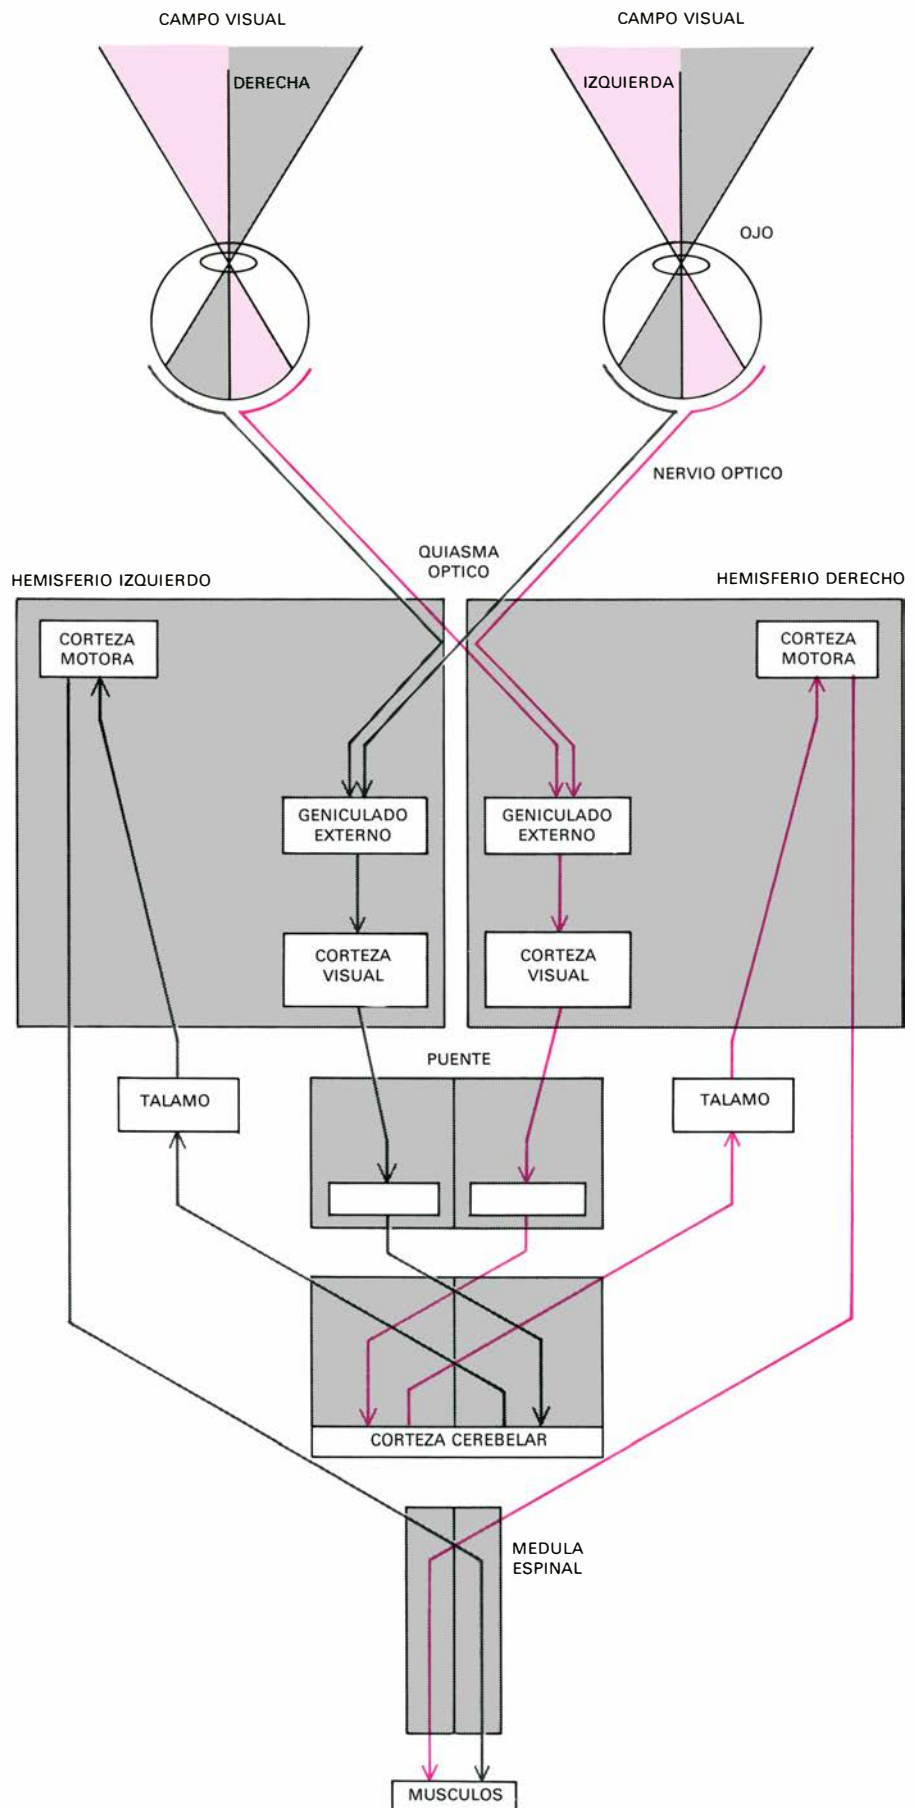 CAMPO VISUAL
CAMPO VISUAL
DERECHA
IZQUIERDA
OJO
NERVIO OPTICO
QUIASMA
OPTICO
HEMISFERIO IZQUIERDO
HEMISFERIO DERECHO
CORTEZA
MOTORA
CORTEZA
MOTORA
GENICULADO
EXTERNO
GENICULADO
EXTERNO
CORTEZA
VISUAL
CORTEZA
VISUAL
PUENTE
TALAMO
TALAMO
CORTEZA CEREBELAR
MEDULA
ESPINAL
MUSCULOS